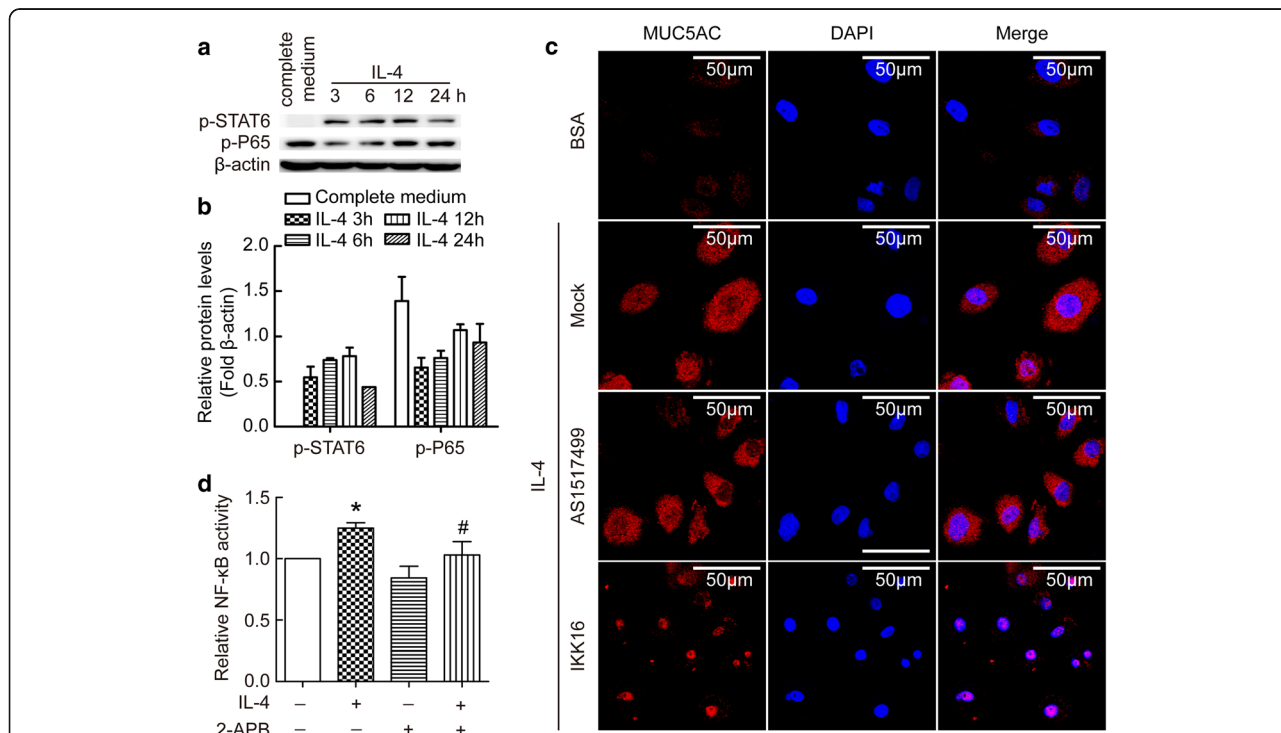 a
complete medium
IL-4
3 6 12 24 h
p-STAT6
p-P65
β-actin
b
Complete medium
IL-4 3h IL-4 12h
IL-4 6h IL-4 24h
Relative protein levels
(Fold β-actin)
2.0
1.5
1.0
0.5
0.0
p-STAT6 p-P65
c
MUC5AC DAPI Merge
BSA
50μm 50μm 50μm
IL-4
Mock
50μm 50μm 50μm
AS1517499
50μm 50μm
IKK16
50μm 50μm 50μm
d
Relative NF-κB activity
1.5
1.0
0.5
0.0
* #
IL-4 – + – +
2-APB – – + +